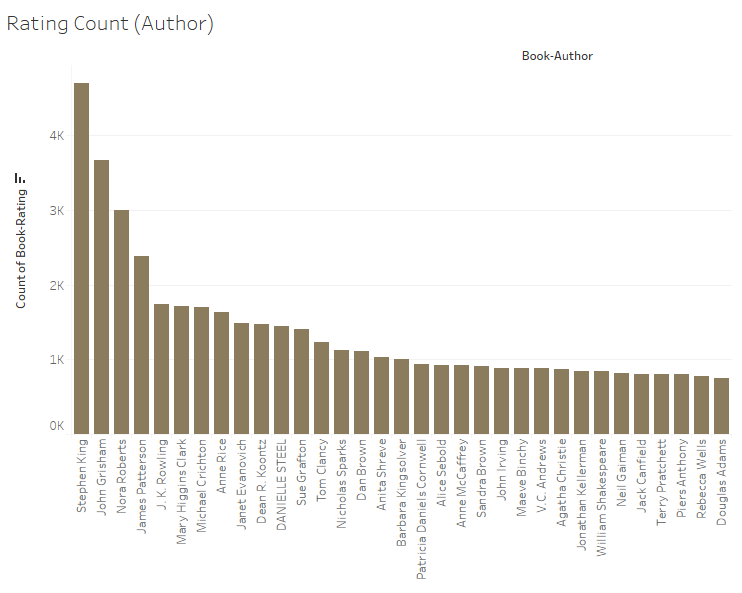 Rating Count (Author)
Book-Author
Count of Book-Rating
4K
3K
2K
1K
0K
Stephen King
John Grisham
Nora Roberts
James Patterson
J. K. Rowling
Mary Higgins Clark
Michael Crichton
Anne Rice
Janet Evanovich
Dean R. Koontz
DANIELLE STEEL
Sue Grafton
Tom Clancy
Nicholas Sparks
Dan Brown
Anita Shreve
Barbara Kingsolver
Patricia Daniels Cornwell
Alice Sebold
Anne McCaffrey
Sandra Brown
John Irving
Maeve Binchy
V.C. Andrews
Agatha Christie
Jonathan Kellerman
William Shakespeare
Neil Gaiman
Jack Canfield
Terry Pratchett
Piers Anthony
Rebecca Wells
Douglas Adams